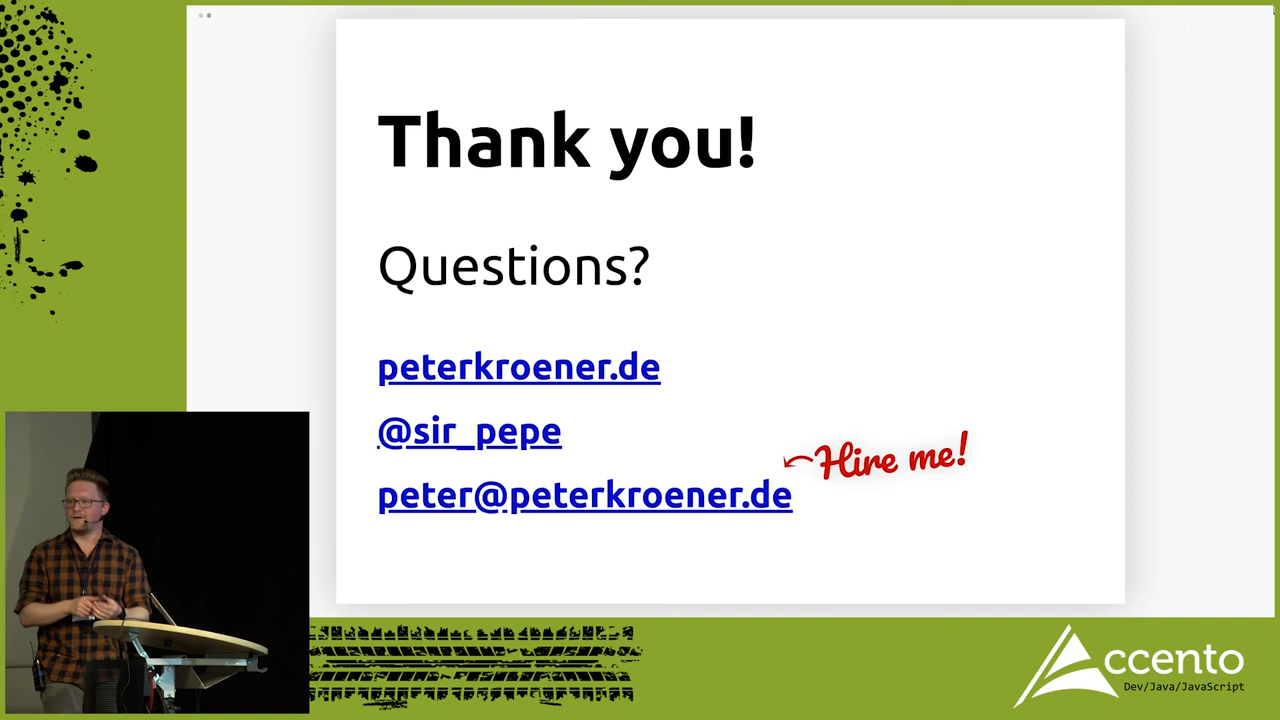 Thank you!
Questions?
peterkroener.de
@sir_pepe
Hire me!
peter@peterkroener.de
Accento
Dev/Java/JavaScript